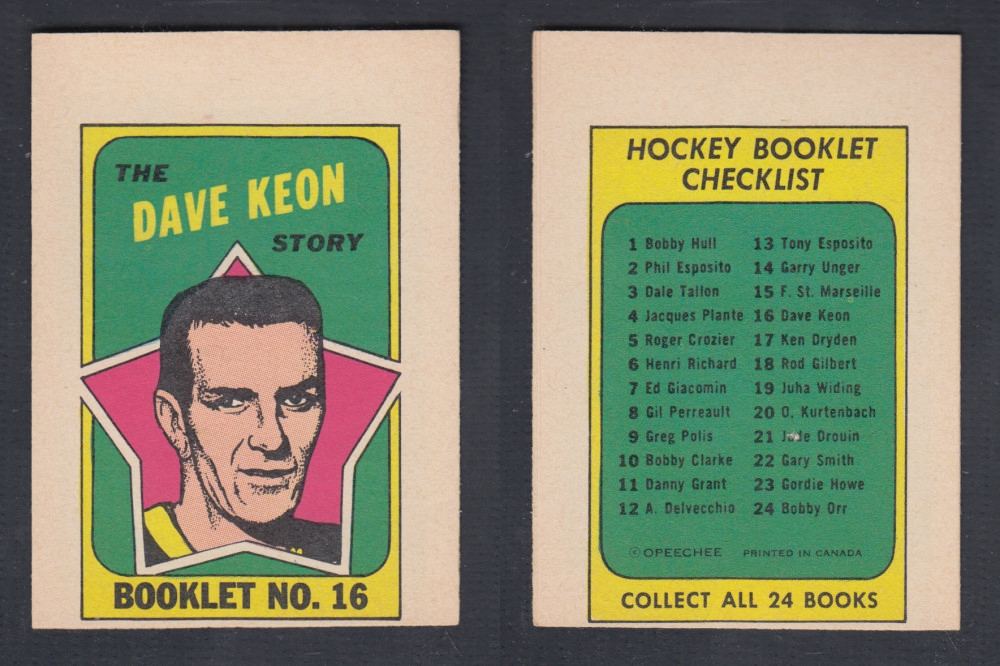 THE
DAVE KEON
STORY
BOOKLET NO. 16
HOCKEY BOOKLET
CHECKLIST
1 Bobby Hull
2 Phil Esposito
3 Dale Tallon
4 Jacques Plante
5 Roger Crozier
6 Henri Richard
7 Ed Giacomin
8 Gil Perreault
9 Greg Polis
10 Bobby Clarke
11 Danny Grant
12 A. Delvecchio
13 Tony Esposito
14 Garry Unger
15 F. St. Marseille
16 Dave Keon
17 Ken Dryden
18 Rod Gilbert
19 Juha Widing
20 O. Kurtenbach
21 Jude Drouin
22 Gary Smith
23 Gordie Howe
24 Bobby Orr
© OPEECHEE PRINTED IN CANADA
COLLECT ALL 24 BOOKS